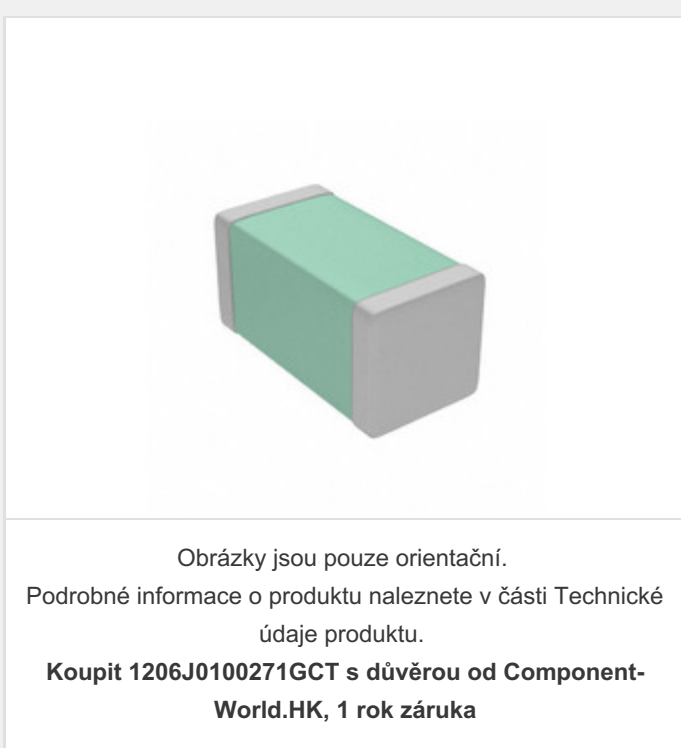 Obrázky jsou pouze orientační.
Podrobné informace o produktu naleznete v části Technické
údaje produktu.
Koupit 1206J0100271GCT s důvěrou od Component-
World.HK, 1 rok záruka